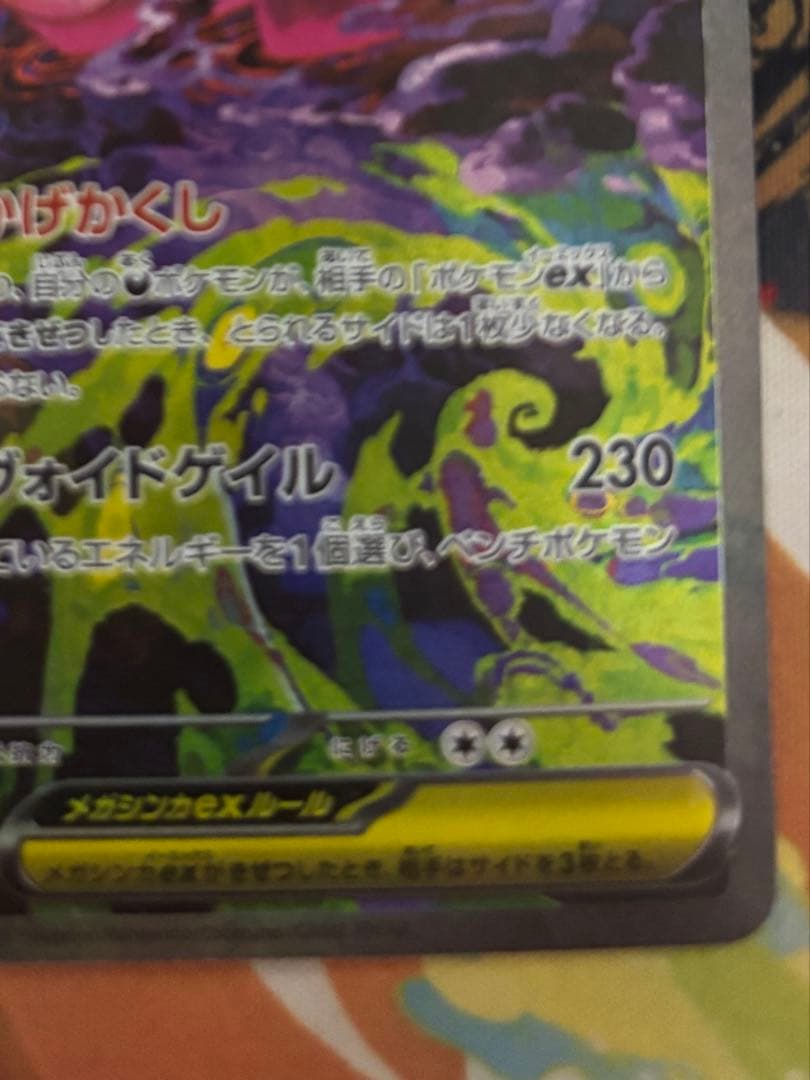 かげかくし
、自分の ポケモンが、相手の「ポケモンex」から
きぜつしたとき、とられるサイドは1枚少なくなる。
ない。
ヴォイドゲイル 230
ているエネルギーを1個選び、ベンチポケモン
にげる
メガシンカexルール
メガシンカexがきぜつしたとき、相手はサイドを3枚とる。